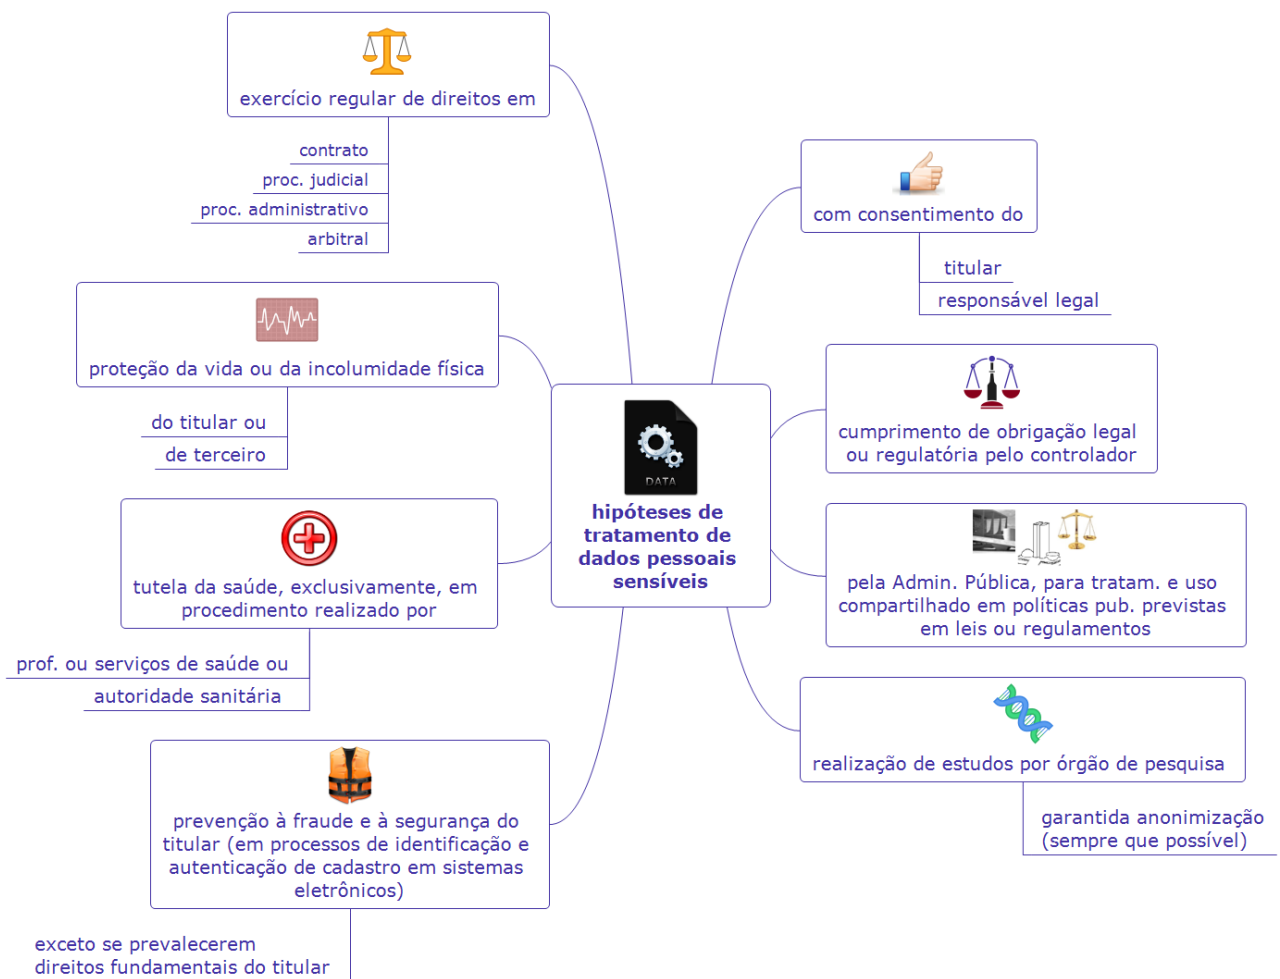 exercício regular de direitos em
contrato
proc. judicial
proc. administrativo
arbitral
proteção da vida ou da incolumidade física
do titular ou
de terceiro
tutela da saúde, exclusivamente, em
procedimento realizado por
prof. ou serviços de saúde ou
autoridade sanitária
prevenção à fraude e à segurança do
titular (em processos de identificação e
autenticação de cadastro em sistemas
eletrônicos)
exceto se prevalecerem
direitos fundamentais do titular
DATA
hipóteses de
tratamento de
dados pessoais
sensíveis
com consentimento do
titular
responsável legal
cumprimento de obrigação legal
ou regulatória pelo controlador
pela Admin. Pública, para tratam. e uso
compartilhado em políticas pub. previstas
em leis ou regulamentos
realização de estudos por órgão de pesquisa
garantida anonimização
(sempre que possível)